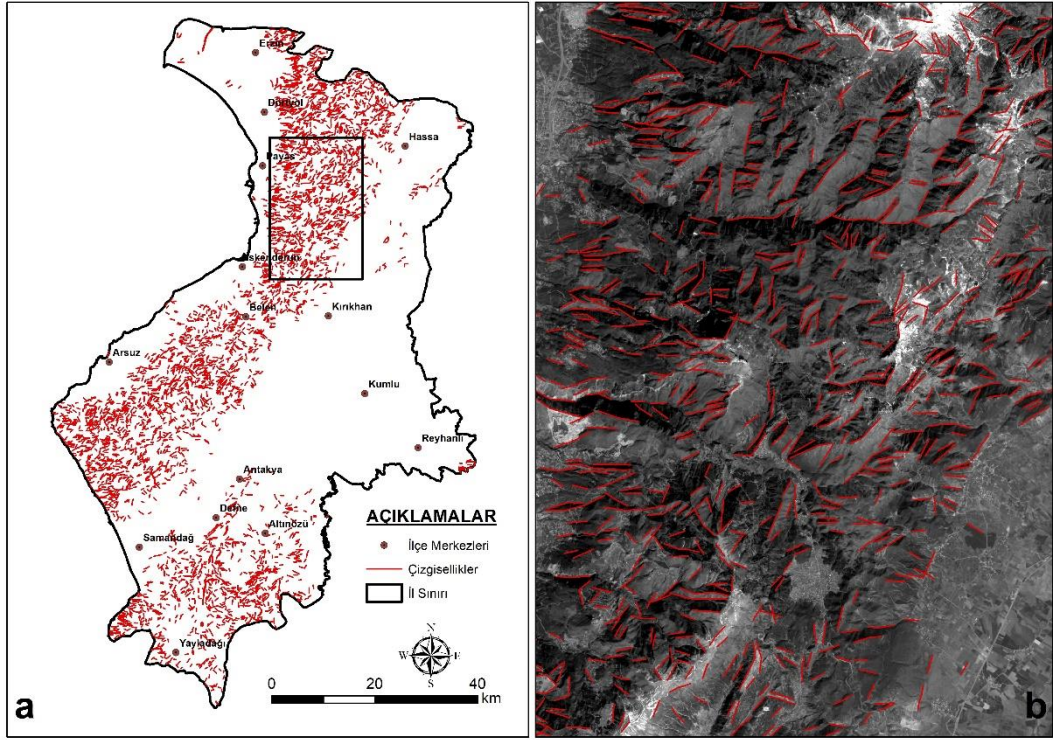 Erzin
Dörtyol
Hassa
Payas
İskenderun
Belen
Kırıkhan
Arsuz
Kumlu
Reyhanlı
Antakya
Defne
Altınözü
Samandağ
Yayladağı
AÇIKLAMALAR
İlçe Merkezleri
Çizgisellikler
İl Sınırı
N
W E
S
0 20 40
km
a
b